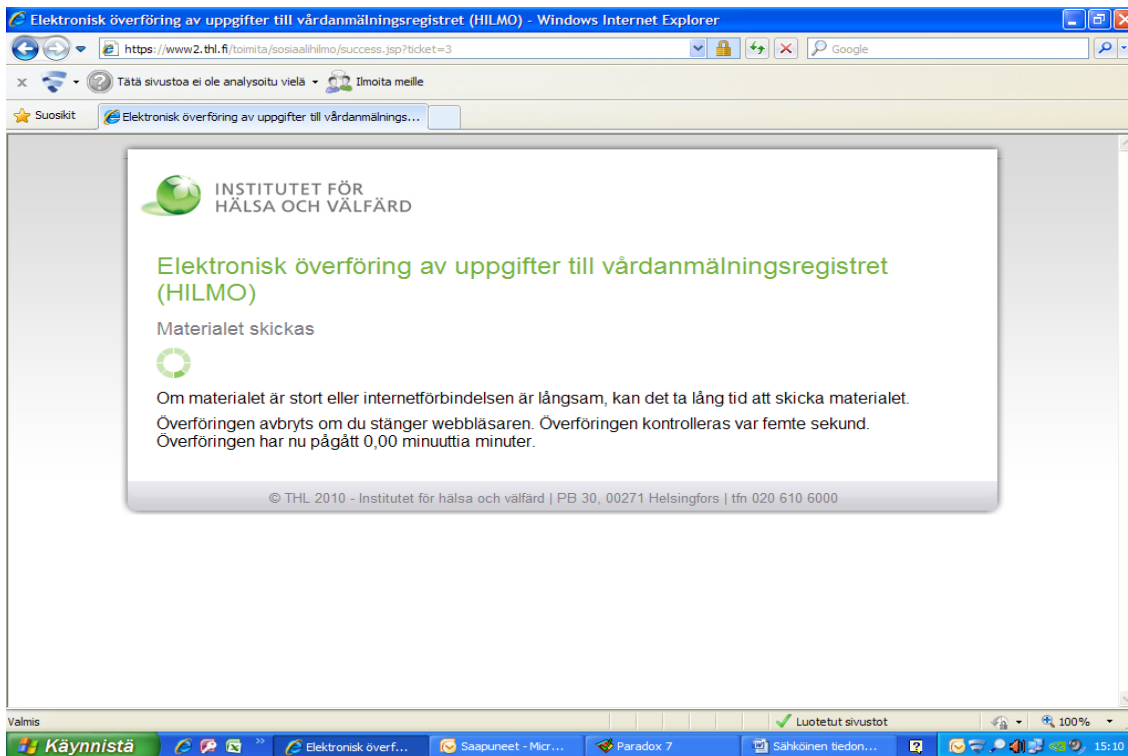 Elektronisk överföring av uppgifter till vårdanmälningsregistret (HILMO) - Windows Internet Explorer
https://www2.thl.fi/toimita/sosiaalihilmo/success.jsp?ticket=3
Google
Tätä sivustoa ei ole analysoitu vielä
Ilmoita meille
Suosikit
Elektronisk överföring av uppgifter till vårdanmälnings...
INSTITUTET FÖR
HÄLSA OCH VÄLFÄRD
Elektronisk överföring av uppgifter till vårdanmälningsregistret
(HILMO)
Materialet skickas
Om materialet är stort eller internetförbindelsen är långsam, kan det ta lång tid att skicka materialet.
Överföringen avbryts om du stänger webbläsaren. Överföringen kontrolleras var femte sekund.
Överföringen har nu pågått 0,00 minuuttia minuter.
© THL 2010 - Institutet för hälsa och välfärd | PB 30, 00271 Helsingfors | tfn 020 610 6000
Valmis
Luotetut sivustot
100%
Käynnistä
Elektronisk överf...
Saapuneet - Micr...
Paradox 7
Sähköinen tiedon...
15:10